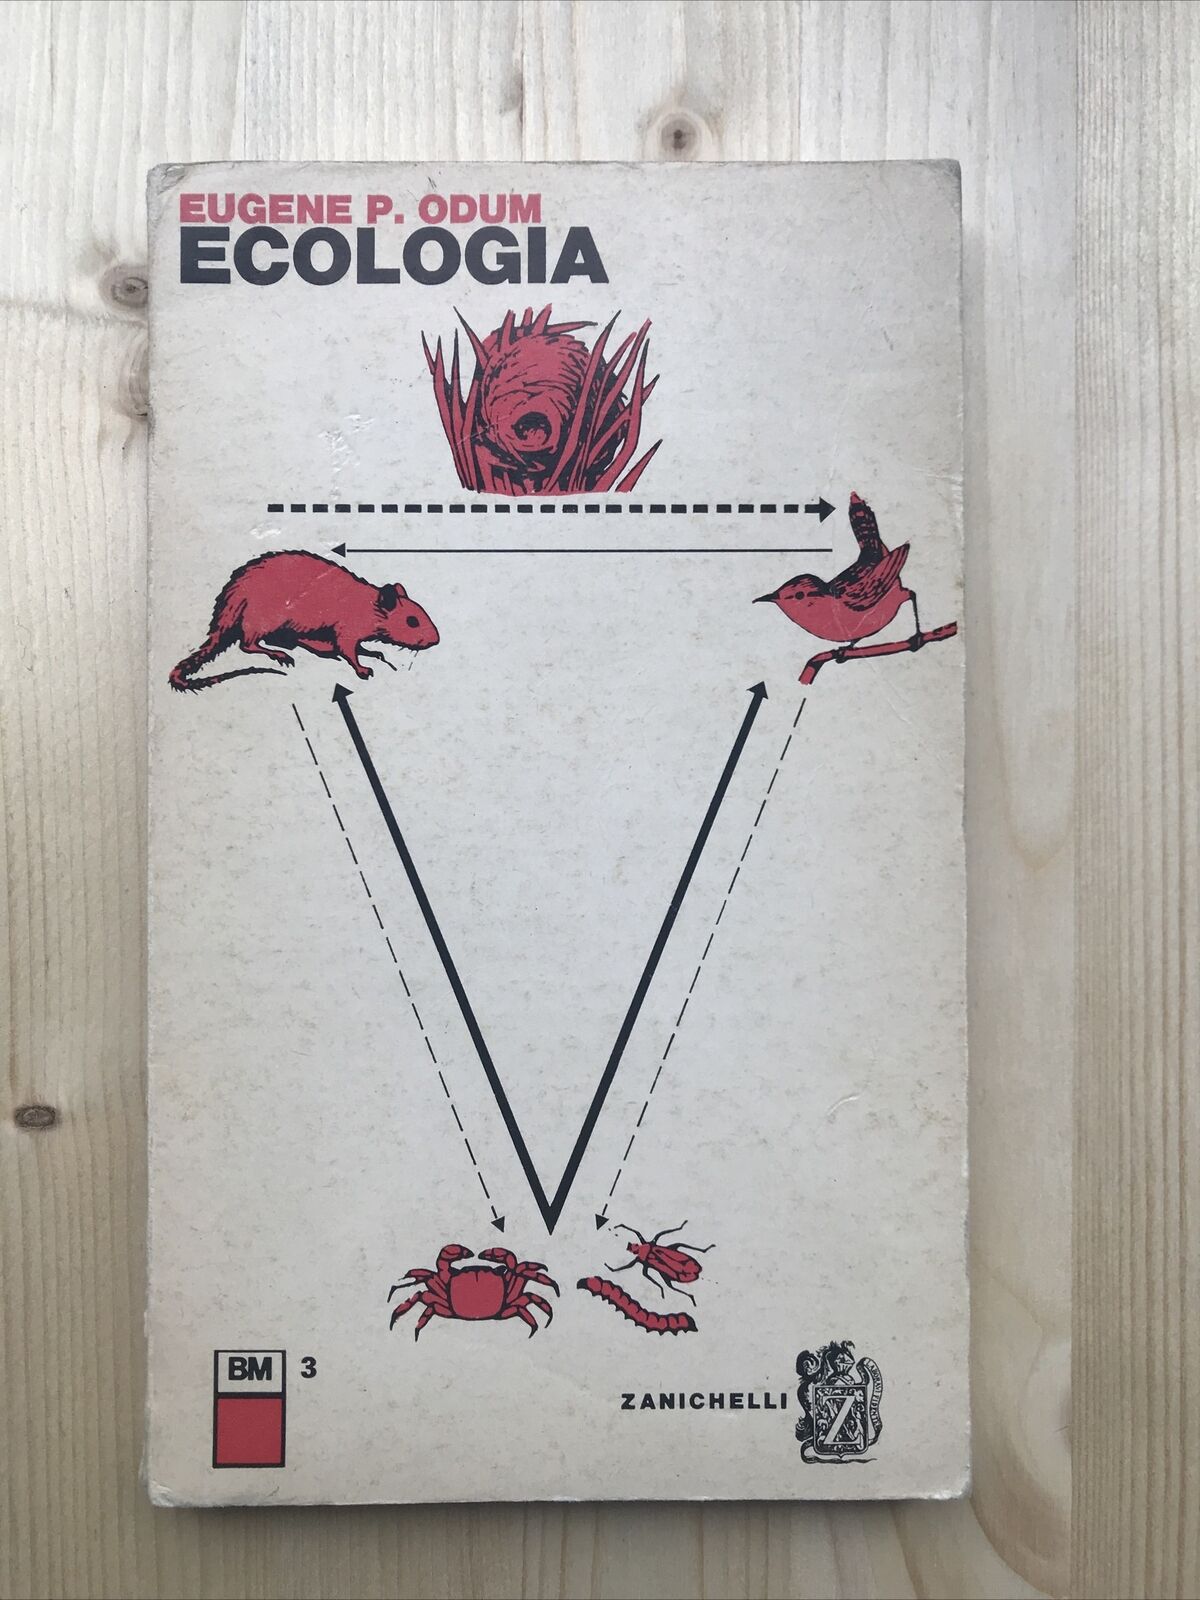 EUGENE P. ODUM
ECOLOGIA
BM 3
ZANICHELLI
Z